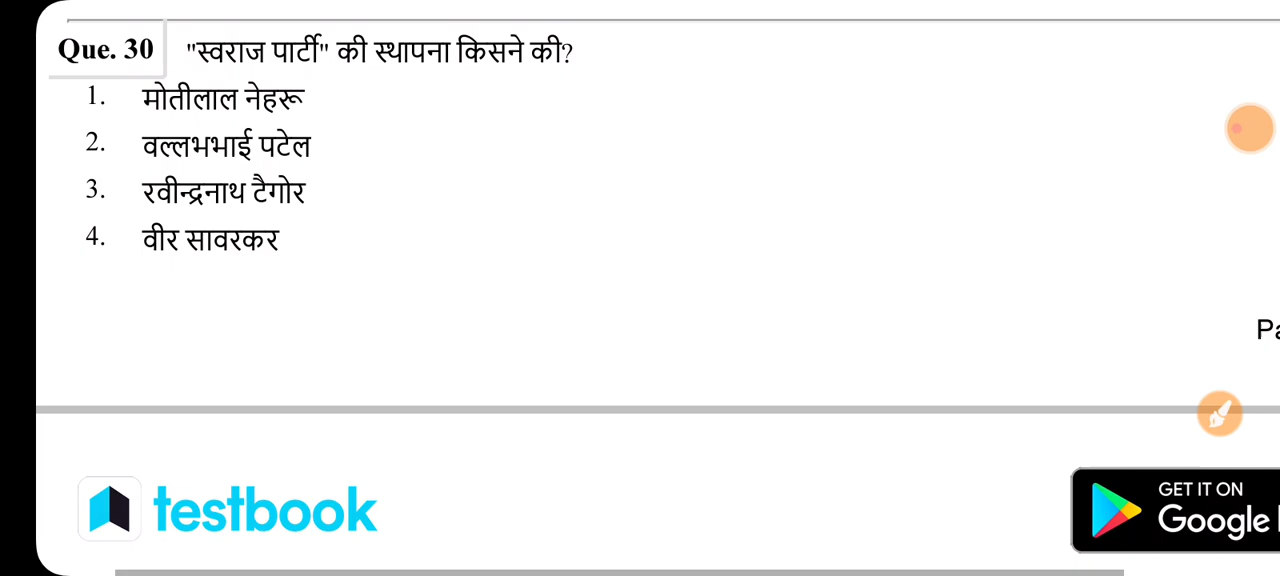 Que. 30 "स्वराज पार्टी" की स्थापना किसने की?
1. मोतीलाल नेहरू
2. वल्लभभाई पटेल
3. रवीन्द्रनाथ टैगोर
4. वीर सावरकर
testbook
GET IT ON
Google